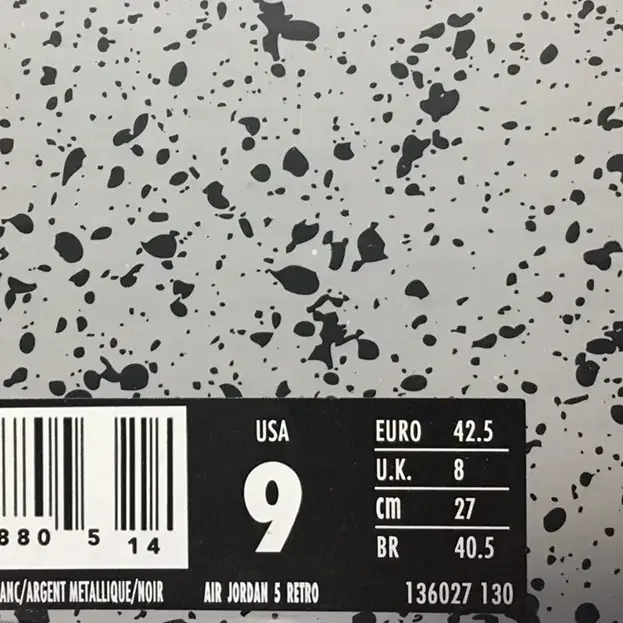 USA
9
EURO 42.5
U.K. 8
cm 27
BR 40.5
880 5 14
ANC/ARGENT METALLIQUE/NOIR AIR JORDAN 5 RETRO 136027 130